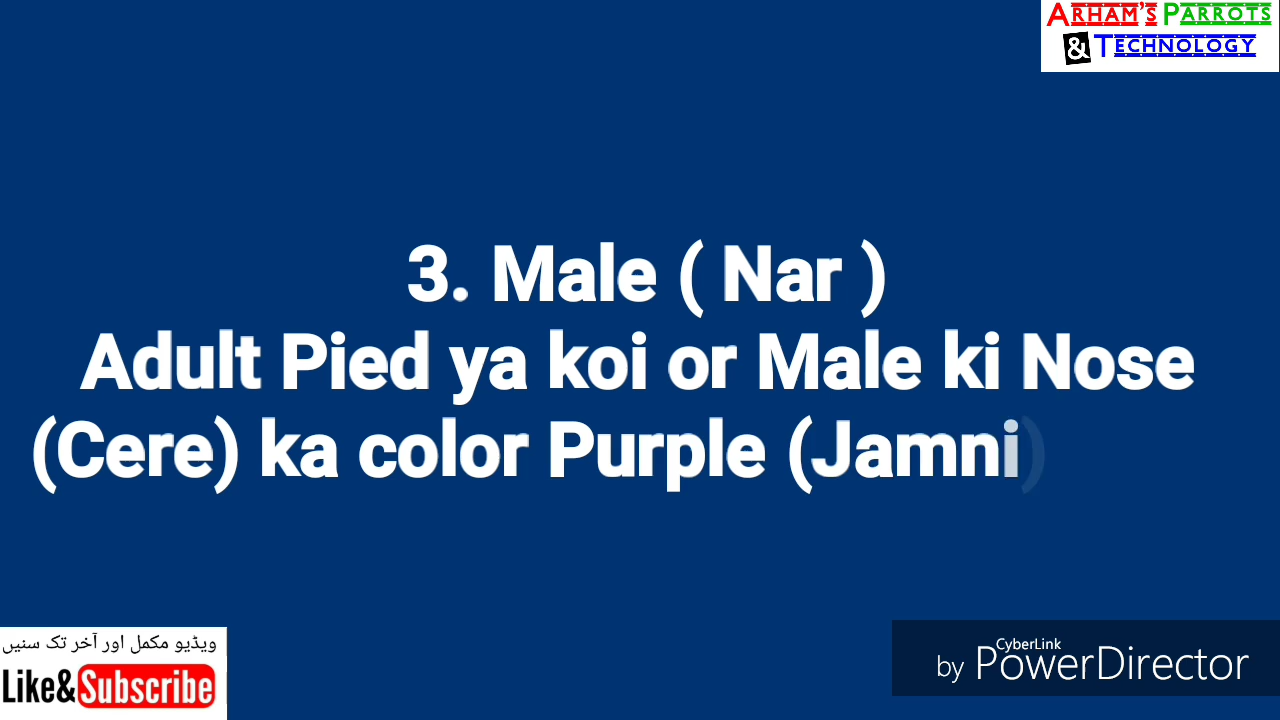 ARHAM'S PARROTS
& TECHNOLOGY
3. Male ( Nar )
Adult Pied ya koi or Male ki Nose
(Cere) ka color Purple (Jamni)
ویڈیو مکمل اور آخر تک سنیں
Like&Subscribe
CyberLink
by PowerDirector